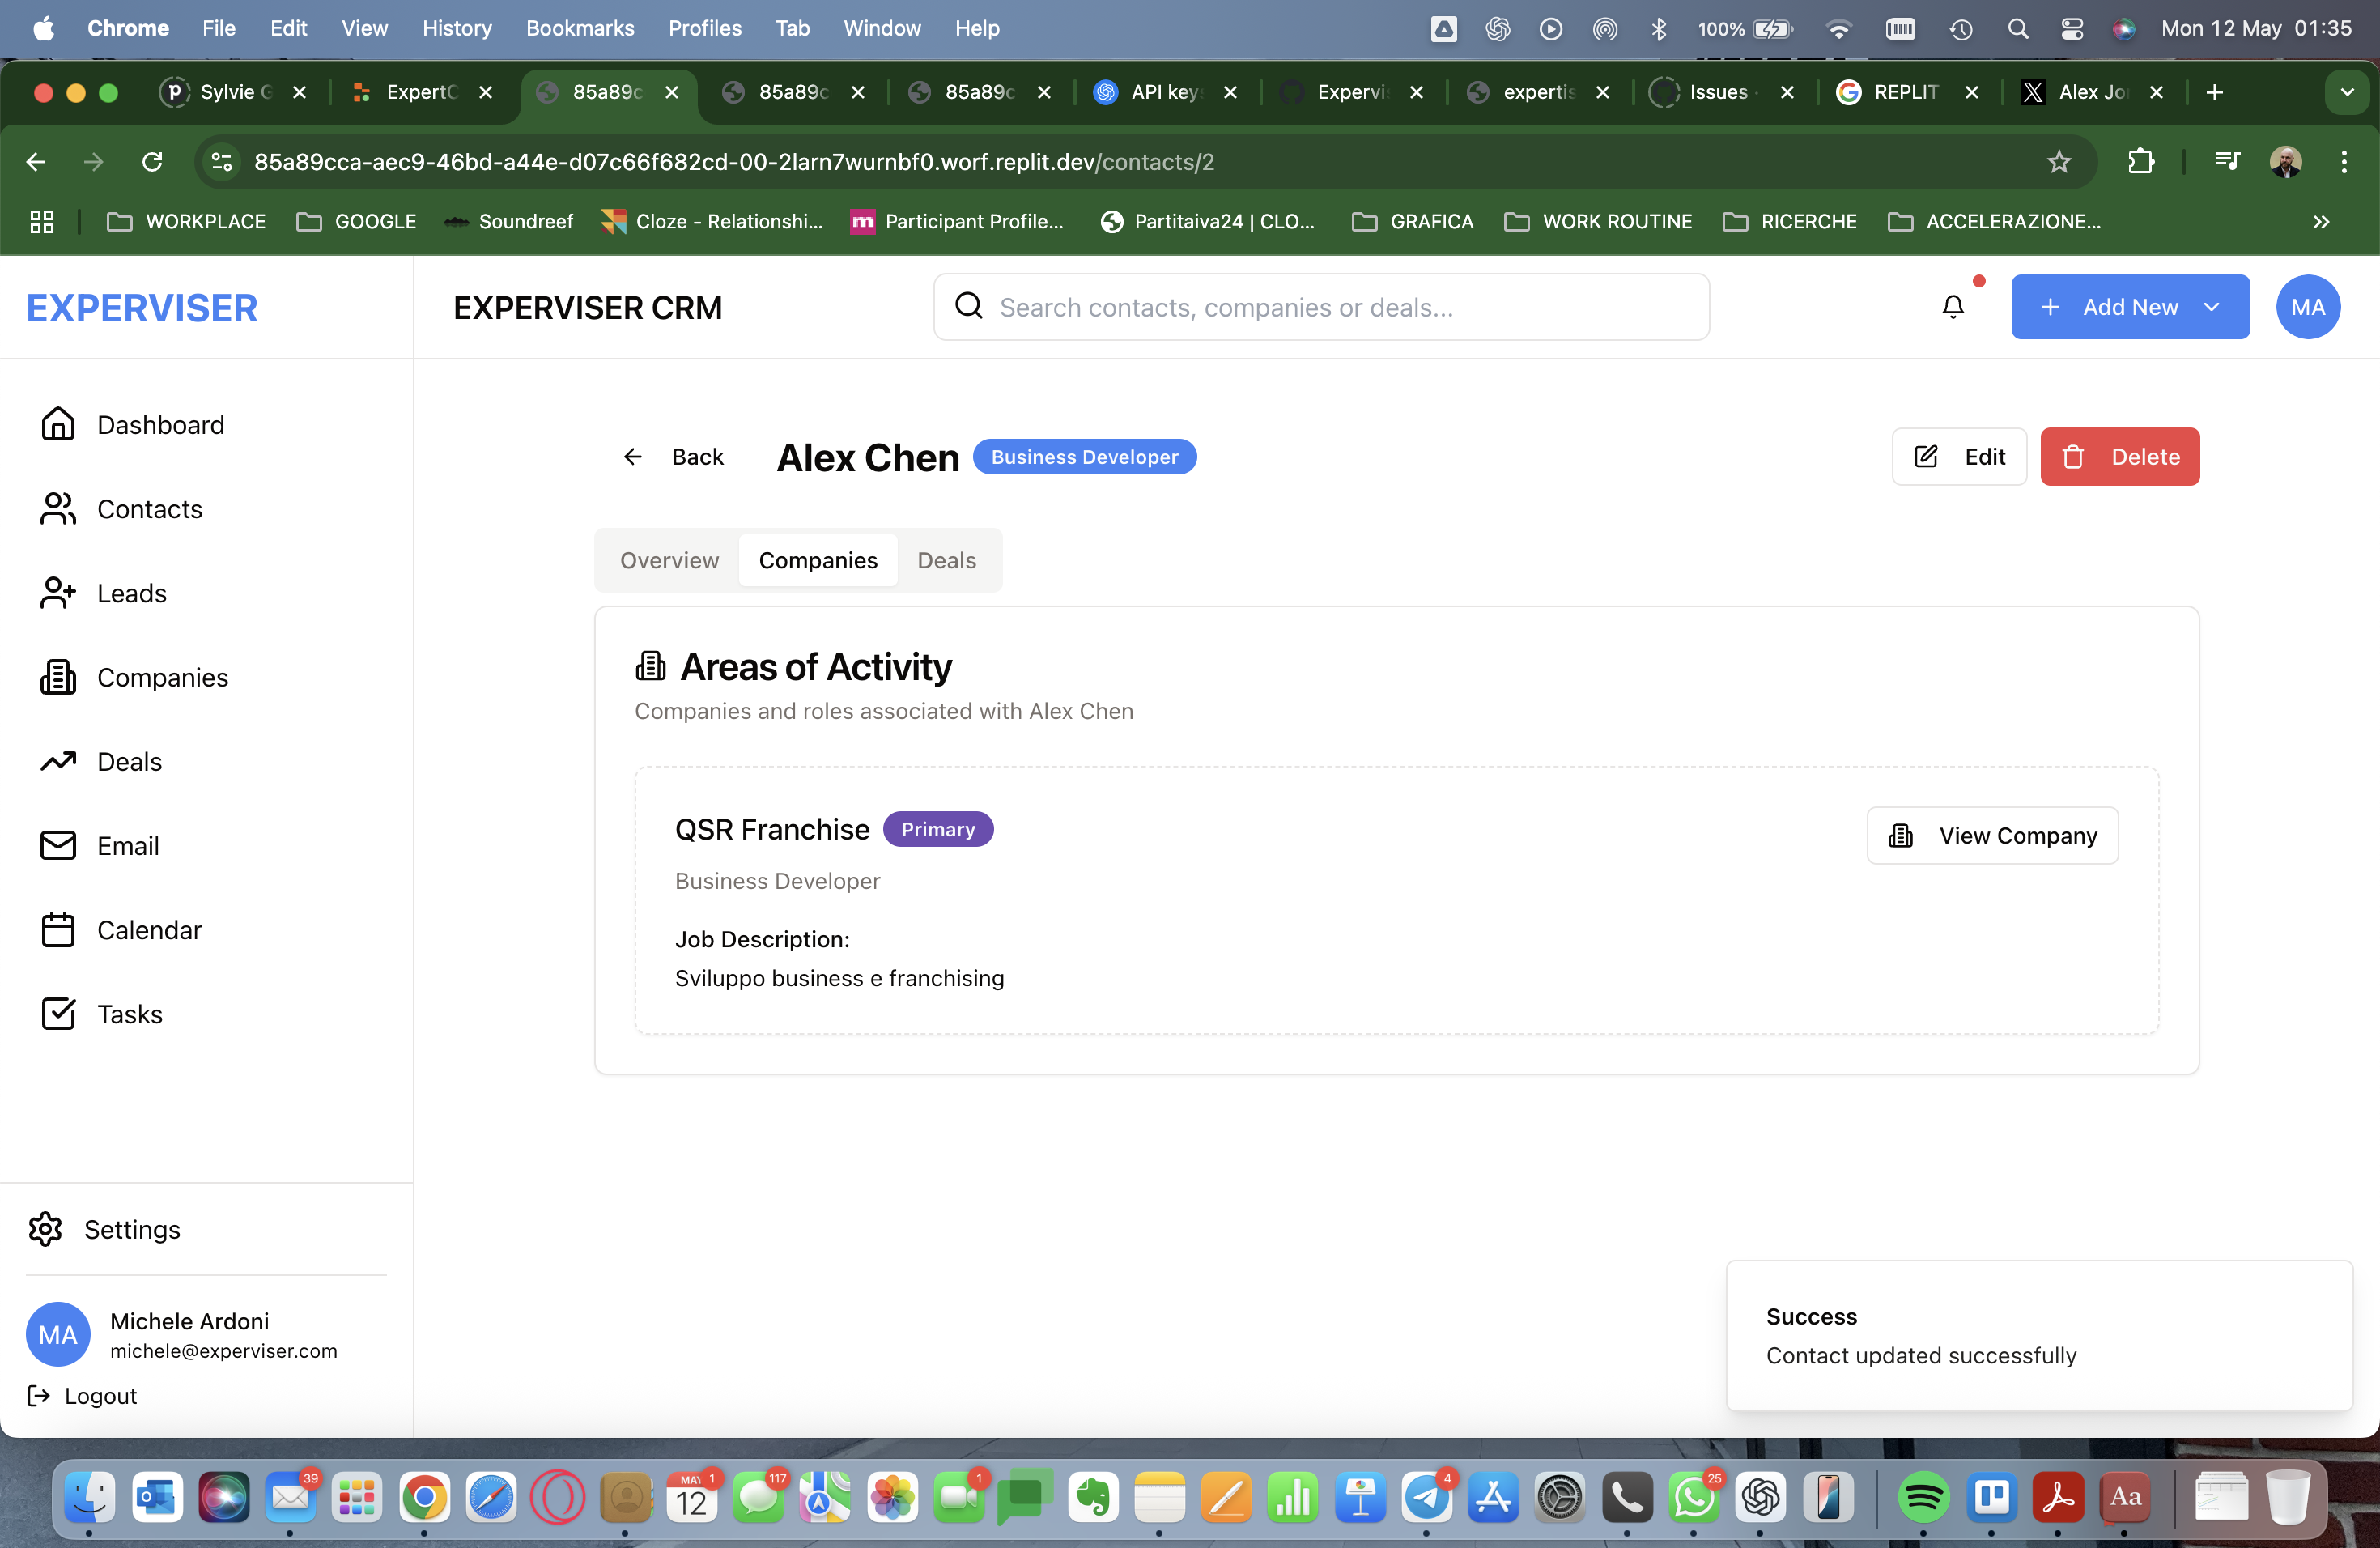 Chrome File Edit View History Bookmarks Profiles Tab Window Help 100% Mon 12 May 01:35
Sylvie G ExpertC 85a89c 85a89c 85a89c API key Expervi expertis Issues REPLIT Alex Jo
85a89cca-aec9-46bd-a44e-d07c66f682cd-00-2larn7wurnbf0.worf.replit.dev/contacts/2
WORKPLACE GOOGLE Soundreef Cloze - Relationshi... Participant Profile... Partitaiva24 | CLO... GRAFICA WORK ROUTINE RICERCHE ACCELERAZIONE...
EXPERVISER
EXPERVISER CRM
Search contacts, companies or deals...
Add New
MA
Dashboard
Contacts
Leads
Companies
Deals
Email
Calendar
Tasks
Settings
MA
Michele Ardoni
michele@experviser.com
Logout
Back
Alex Chen
Business Developer
Edit
Delete
Overview Companies Deals
Areas of Activity
Companies and roles associated with Alex Chen
QSR Franchise Primary
View Company
Business Developer
Job Description:
Sviluppo business e franchising
Success
Contact updated successfully
39 MAY 1 12 117 1 4 25 Aa